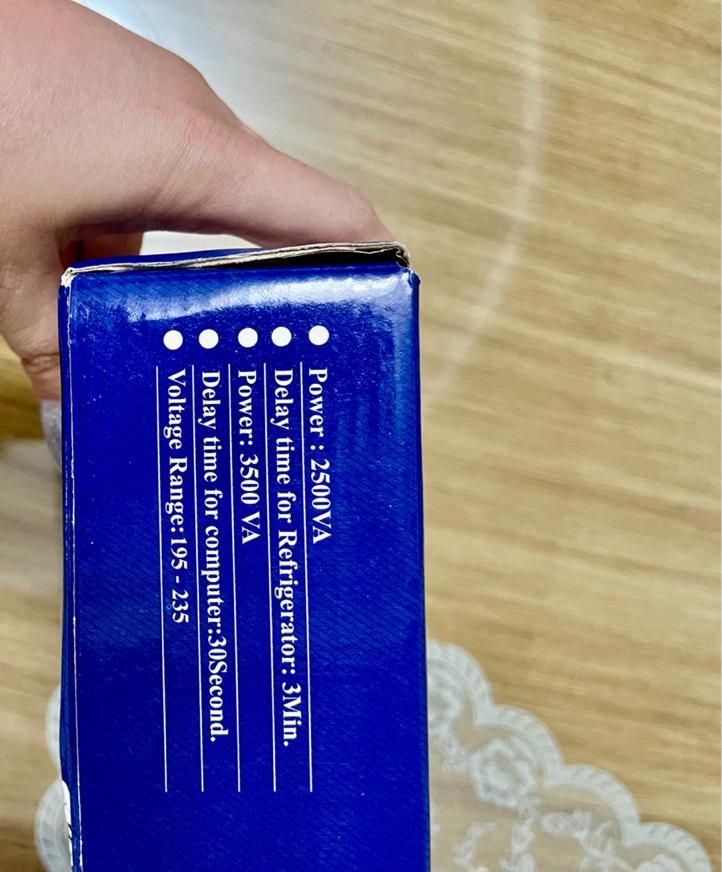 Power : 2500VA
Delay time for Refrigerator: 3Min.
Power: 3500 VA
Delay time for computer:30Second.
Voltage Range:195 - 235